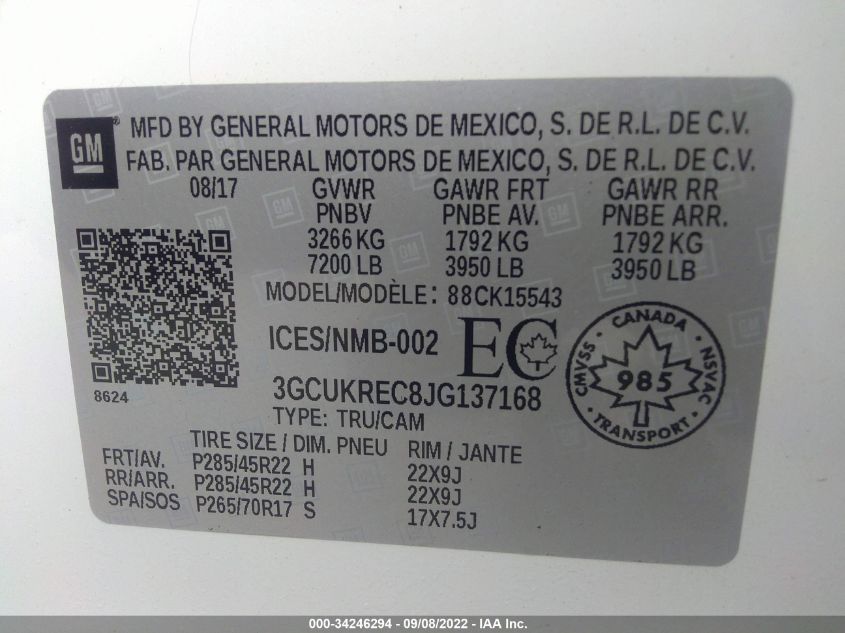 GM®
MFD BY GENERAL MOTORS DE MEXICO, S. DE R.L. DE C.V.
FAB. PAR GENERAL MOTORS DE MEXICO, S. DE R.L. DE C.V.
08/17 GVWR GAWR FRT GAWR RR
PNBV PNBE AV. PNBE ARR.
3266 KG 1792 KG 1792 KG
7200 LB 3950 LB 3950 LB
MODEL/MODÈLE: 88CK15543
ICES/NMB-002 EC
CANADA
CMVSS 985 NSVAC
TRANSPORT
8624
3GCUKREC8JG137168
TYPE: TRU/CAM
TIRE SIZE / DIM. PNEU RIM / JANTE
FRT/AV. P285/45R22 H 22X9J
RR/ARR. P285/45R22 H 22X9J
SPA/SOS P265/70R17 S 17X7.5J
000-34246294 - 09/08/2022 - IAA Inc.